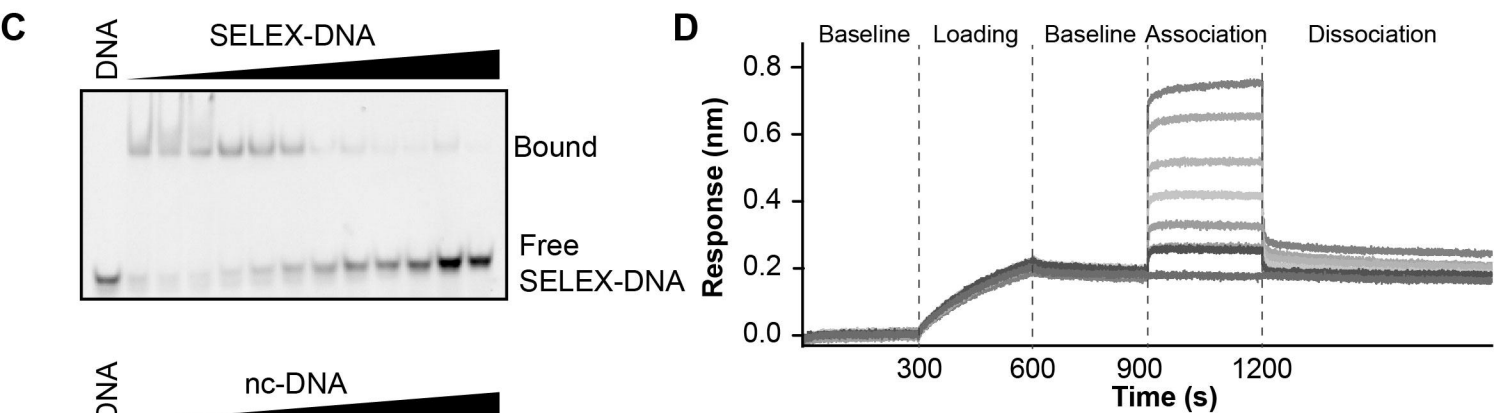 C
DNA
SELEX-DNA
Bound
Free
SELEX-DNA
nc-DNA
D
Baseline Loading Baseline Association Dissociation
Response (nm)
0.8
0.6
0.4
0.2
0.0
300 600 900 1200
Time (s)